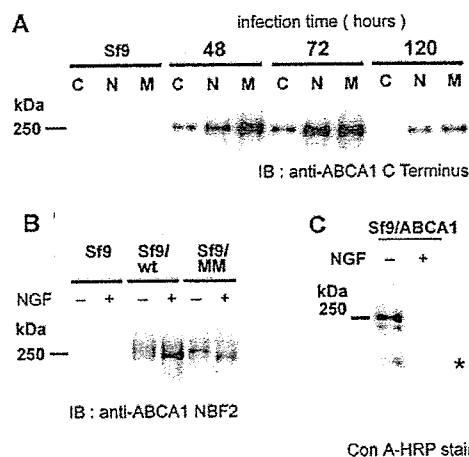 A
infection time ( hours )
Sf9 48 72 120
C N M C N M C N M C N M
kDa
250
IB : anti-ABCA1 C Terminus
B
Sf9 Sf9/wt Sf9/MM
NGF - + - + - +
kDa
250
IB : anti-ABCA1 NBF2
C
Sf9/ABCA1
NGF - +
kDa
250
*
Con A-HRP stain